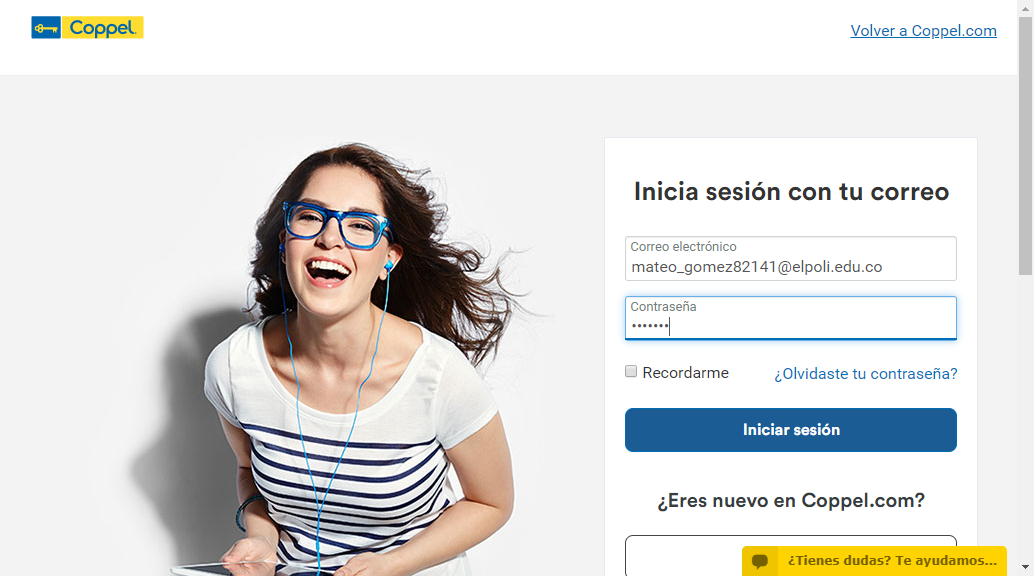 Coppel.
Volver a Coppel.com
Inicia sesión con tu correo
Correo electrónico
mateo_gomez82141@elpoli.edu.co
Contraseña
•••••••
Recordarme
¿Olvidaste tu contraseña?
Iniciar sesión
¿Eres nuevo en Coppel.com?
¿Tienes dudas? Te ayudamos...